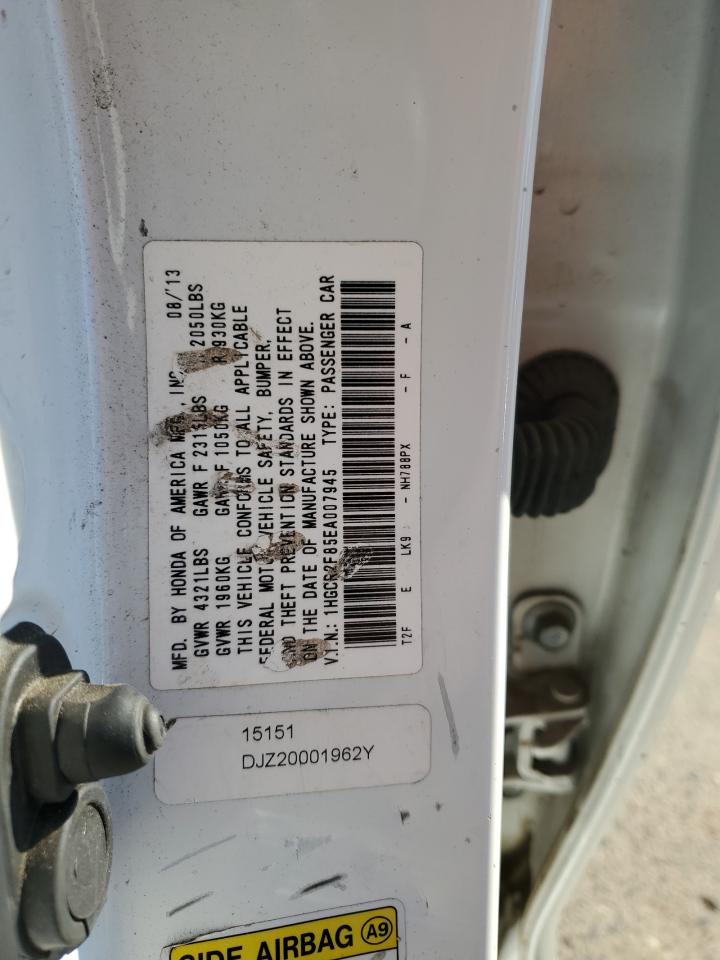 MFD. BY HONDA OF AMERICA MFG., INC. 08/'13
GVWR 4321LBS GAWR F 2315LBS 2050LBS
GVWR 1960KG GAWR F 1050KG R 930KG
THIS VEHICLE CONFORMS TO ALL APPLICABLE
FEDERAL MOTOR VEHICLE SAFETY, BUMPER,
AND THEFT PREVENTION STANDARDS IN EFFECT
ON THE DATE OF MANUFACTURE SHOWN ABOVE.
V.I.N.: 1HGCR2F85EA007945 TYPE: PASSENGER CAR
T2F E LK9 - NH788PX - F - A
15151
DJZ20001962Y
SIDE AIRBAG A9